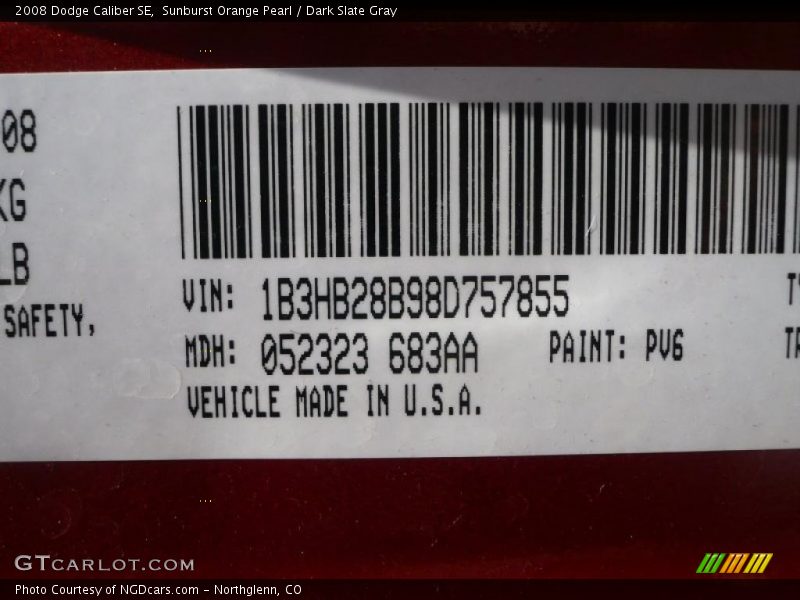 2008 Dodge Caliber SE,  Sunburst Orange Pearl / Dark Slate Gray
08
KG
LB
SAFETY,
VIN: 1B3HB28B98D757855
MDH: 052323 683AA
PAINT: PV6
VEHICLE MADE IN U.S.A.
GTCARLOT.COM
Photo Courtesy of NGDcars.com – Northglenn, CO